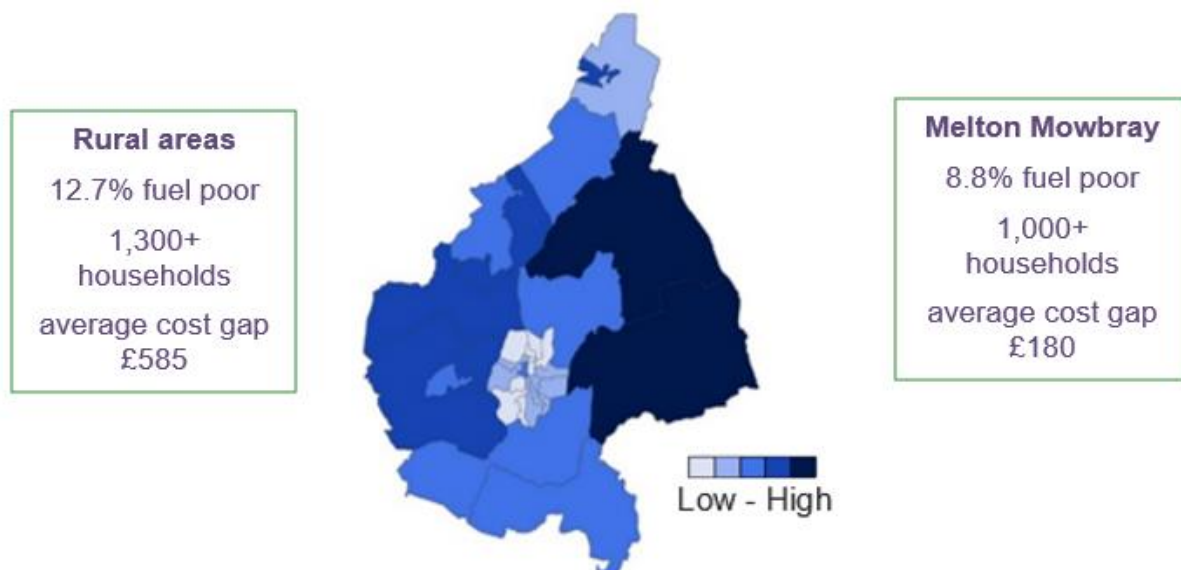 Rural areas
12.7% fuel poor
1,300+
households
average cost gap
£585
Melton Mowbray
8.8% fuel poor
1,000+
households
average cost gap
£180
Low - High